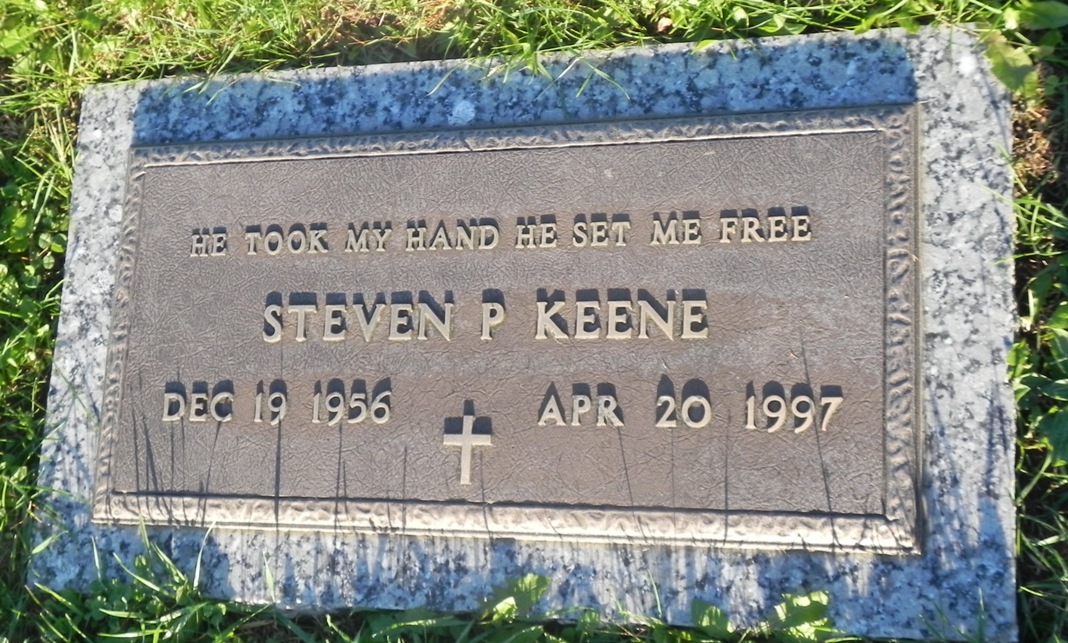 HE TOOK MY HAND HE SET ME FREE
STEVEN P KEENE
DEC 19 1956 APR 20 1997